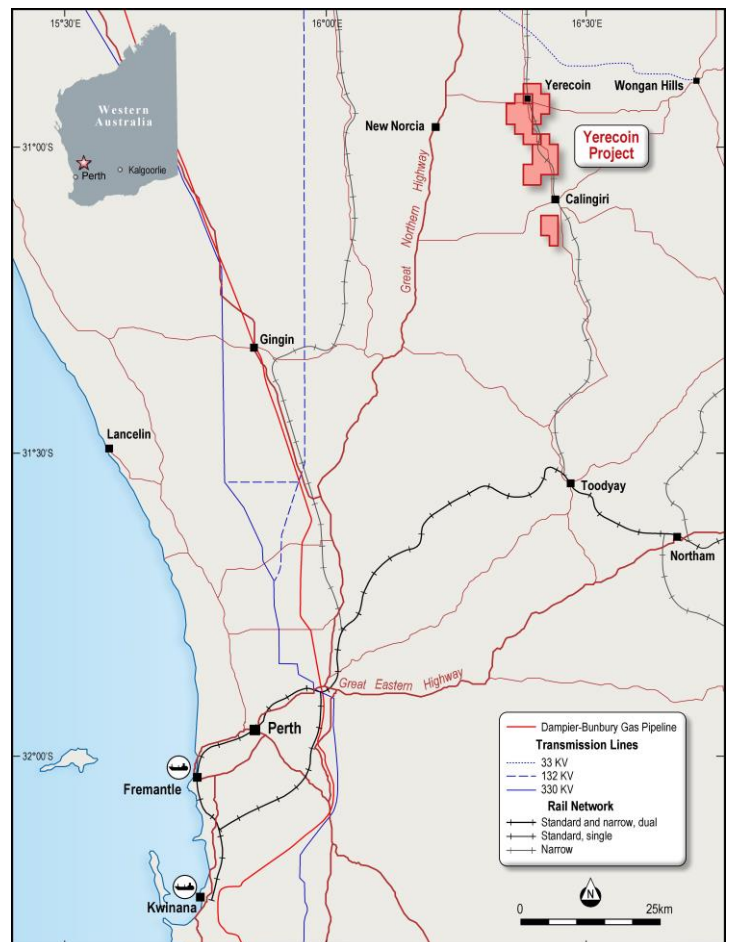 15°30'E
16°00'E
16°30'E
Western
Australia
Perth
Kalgoorlie
Yerecoin
Wongan Hills
New Norcia
Yerecoin
Project
31°00'S
Calingiri
Great Northern Highway
Gingin
Lancelin
31°30'S
Toodyay
Northam
Great Eastern Highway
Perth
32°00'S
Fremantle
Kwinana
Dampier-Bunbury Gas Pipeline
Transmission Lines
33 KV
132 KV
330 KV
Rail Network
Standard and narrow, dual
Standard, single
Narrow
N
0
25km